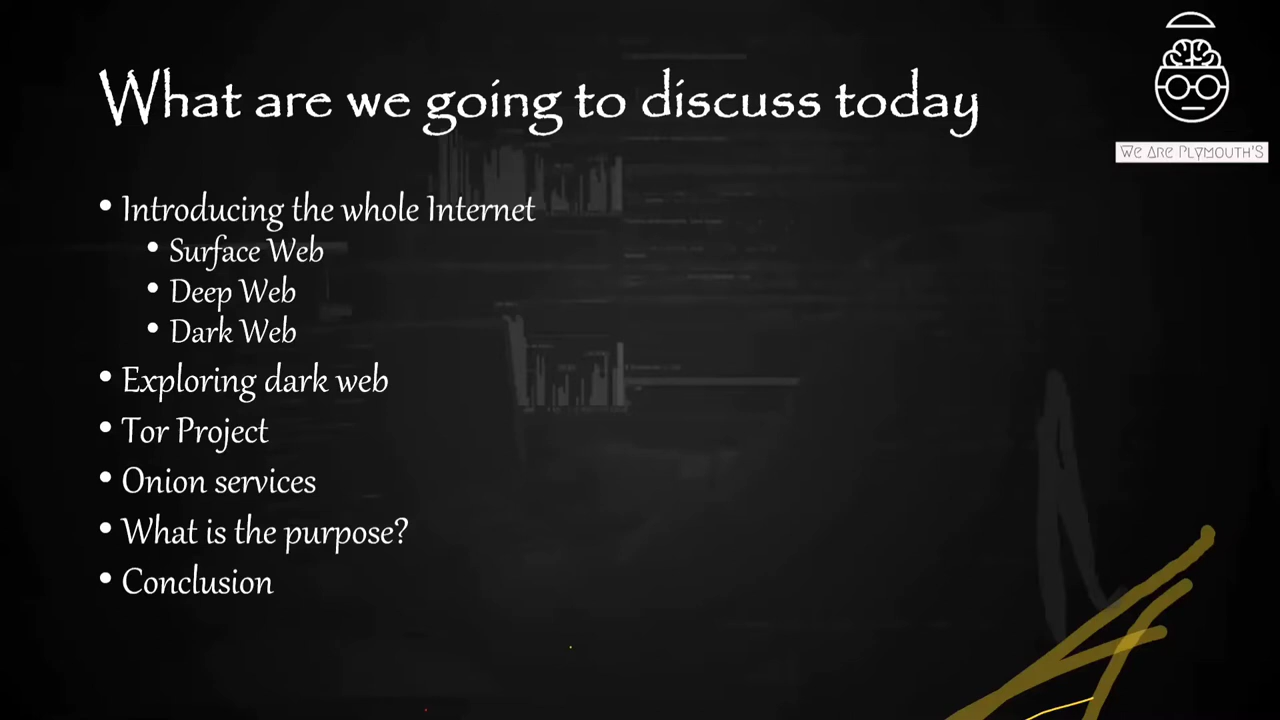 What are we going to discuss today
WE ARE PLYMOUTH'S
• Introducing the whole Internet
• Surface Web
• Deep Web
• Dark Web
• Exploring dark web
• Tor Project
• Onion services
• What is the purpose?
• Conclusion